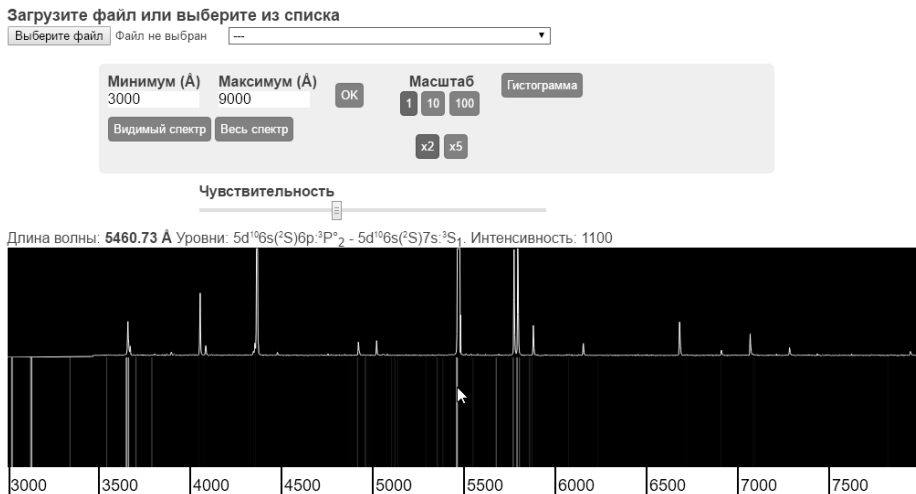 Загрузите файл или выберите из списка
Выберите файл Файл не выбран ---
Минимум (Å) Максимум (Å) Масштаб
3000 9000 OK 1 10 100 Гистограмма
Видимый спектр Весь спектр x2 x5
Чувствительность
Длина волны: 5460.73 Å Уровни: 5d¹⁰6s(²S)6p:³P°₂ - 5d¹⁰6s(²S)7s:³S₁. Интенсивность: 1100
3000 3500 4000 4500 5000 5500 6000 6500 7000 7500